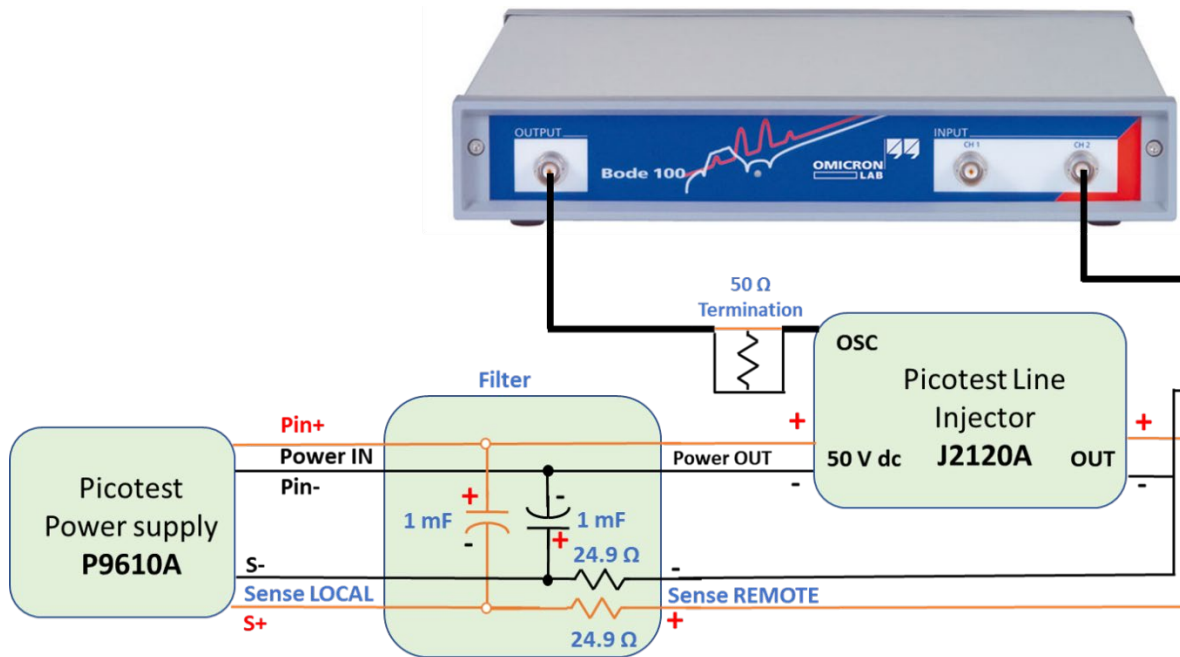 OUTPUT
INPUT
CH 1
CH 2
Bode 100
OMICRON
LAB
50 Ω
Termination
OSC
Picotest Line
Injector
J2120A
+
+
50 V dc
OUT
-
-
Filter
Pin+
Power IN
Power OUT
Pin-
Picotest
Power supply
P9610A
+
-
1 mF
1 mF
-
+
24.9 Ω
S-
-
Sense LOCAL
Sense REMOTE
S+
+
24.9 Ω